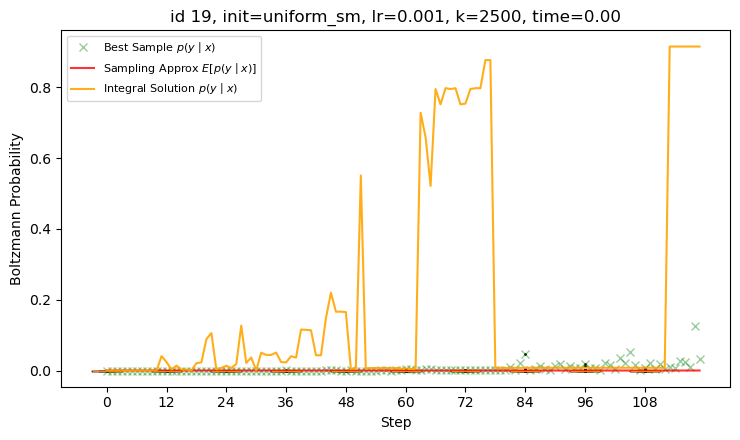 id 19, init=uniform_sm, lr=0.001, k=2500, time=0.00
Best Sample p(y | x)
Sampling Approx E[p(y | x)]
Integral Solution p(y | x)
Boltzmann Probability
0.8
0.6
0.4
0.2
0.0
0 12 24 36 48 60 72 84 96 108
Step